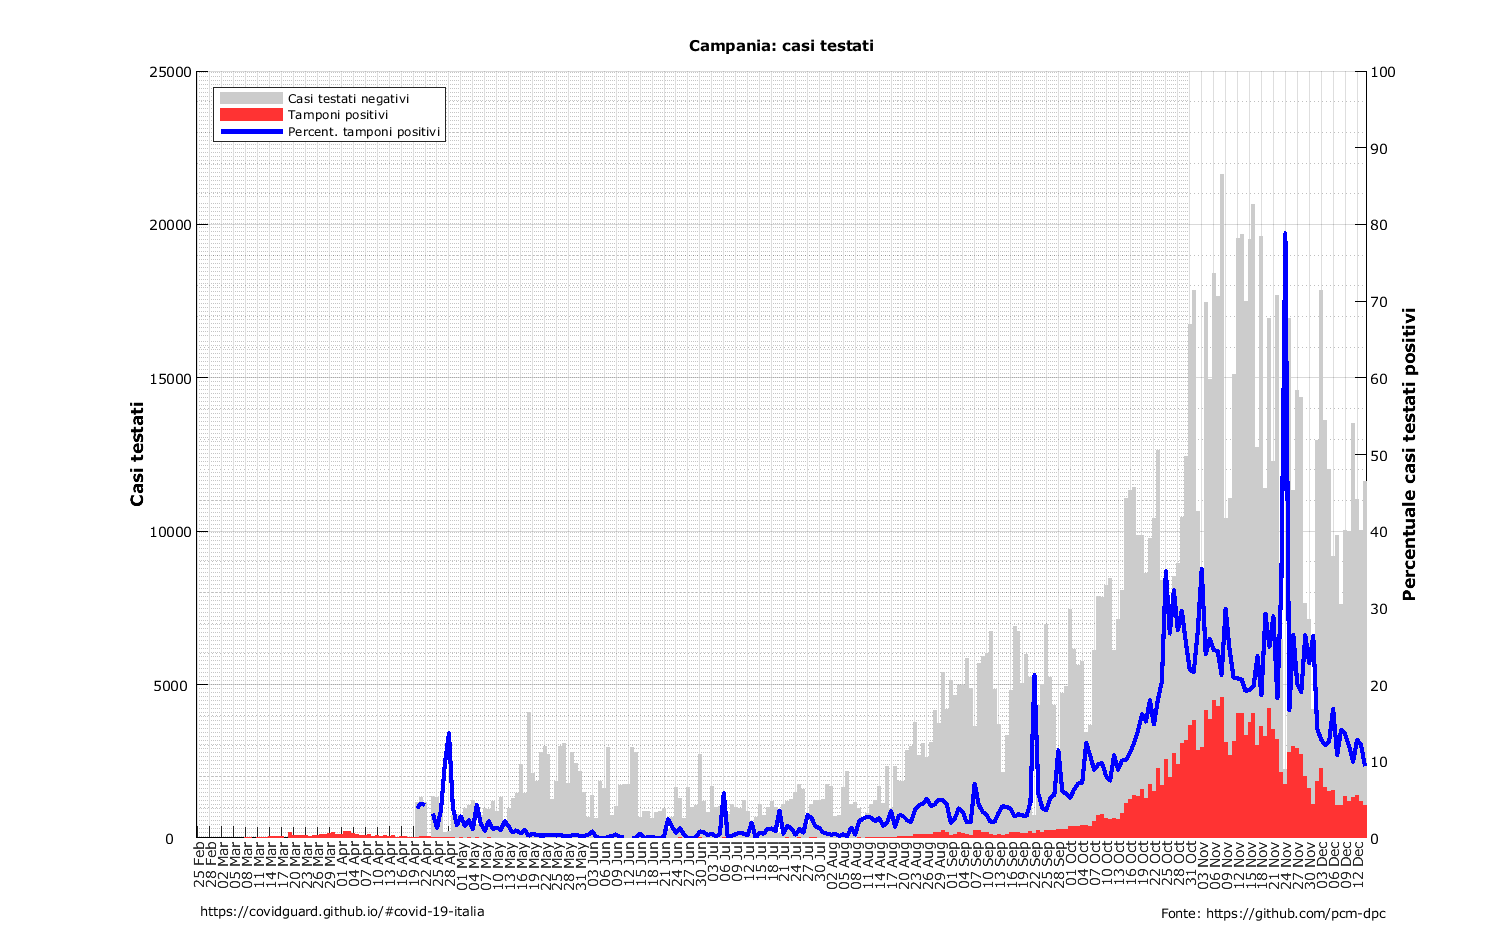 Campania: casi testati
Casi testati negativi
Tamponi positivi
Percent. tamponi positivi
25000
20000
15000
10000
5000
0
Casi testati
100
90
80
70
60
50
40
30
20
10
0
Percentuale casi testati positivi
25 Feb
28 Feb
02 Mar
05 Mar
08 Mar
11 Mar
14 Mar
17 Mar
20 Mar
23 Mar
26 Mar
29 Mar
01 Apr
04 Apr
07 Apr
10 Apr
13 Apr
16 Apr
19 Apr
22 Apr
25 Apr
28 Apr
01 May
04 May
07 May
10 May
13 May
16 May
19 May
22 May
25 May
28 May
31 May
03 Jun
06 Jun
09 Jun
12 Jun
15 Jun
18 Jun
21 Jun
24 Jun
27 Jun
30 Jun
03 Jul
06 Jul
09 Jul
12 Jul
15 Jul
18 Jul
21 Jul
24 Jul
27 Jul
30 Jul
02 Aug
05 Aug
08 Aug
11 Aug
14 Aug
17 Aug
20 Aug
23 Aug
26 Aug
29 Aug
01 Sep
04 Sep
07 Sep
10 Sep
13 Sep
16 Sep
19 Sep
22 Sep
25 Sep
28 Sep
01 Oct
04 Oct
07 Oct
10 Oct
13 Oct
16 Oct
19 Oct
22 Oct
25 Oct
28 Oct
31 Oct
03 Nov
06 Nov
09 Nov
12 Nov
15 Nov
18 Nov
21 Nov
24 Nov
27 Nov
30 Nov
03 Dec
06 Dec
09 Dec
12 Dec
https://covidguard.github.io/#covid-19-italia
Fonte: https://github.com/pcm-dpc